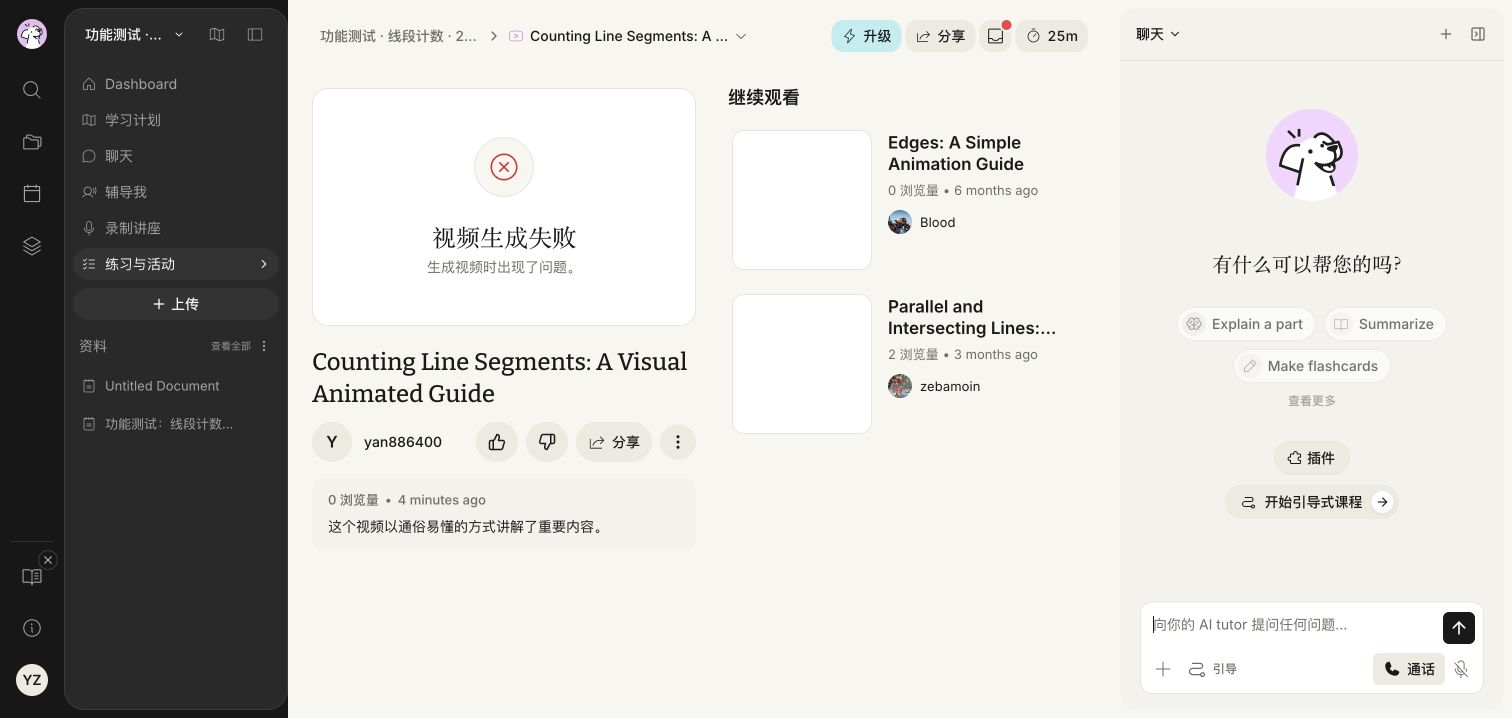 功能测试 ·...
Dashboard
学习计划
聊天
辅导我
录制讲座
练习与活动
+ 上传
资料
查看全部
Untitled Document
功能测试：线段计数...
YZ
功能测试 · 线段计数 · 2...
Counting Line Segments: A ...
升级
分享
25m
视频生成失败
生成视频时出现了问题。
Counting Line Segments: A Visual
Animated Guide
Y
yan886400
分享
0 浏览量 • 4 minutes ago
这个视频以通俗易懂的方式讲解了重要内容。
继续观看
Edges: A Simple
Animation Guide
0 浏览量 • 6 months ago
Blood
Parallel and
Intersecting Lines:...
2 浏览量 • 3 months ago
zebamoin
聊天
有什么可以帮您的吗?
Explain a part
Summarize
Make flashcards
查看更多
插件
开始引导式课程
向你的 AI tutor 提问任何问题...
引导
通话